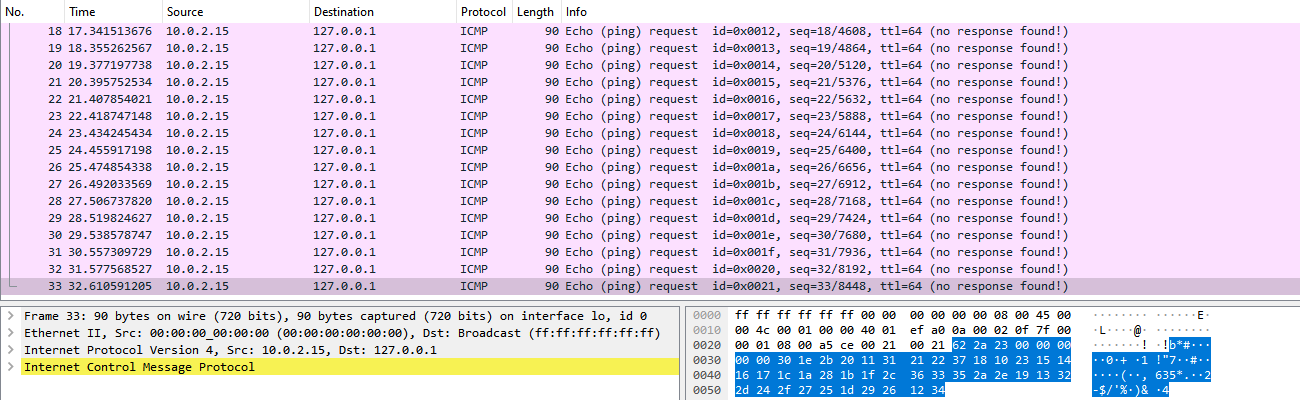 No. Time Source Destination Protocol Length Info
18 17.341513676 10.0.2.15 127.0.0.1 ICMP 90 Echo (ping) request id=0x0012, seq=18/4608, ttl=64 (no response found!)
19 18.355262567 10.0.2.15 127.0.0.1 ICMP 90 Echo (ping) request id=0x0013, seq=19/4864, ttl=64 (no response found!)
20 19.377197738 10.0.2.15 127.0.0.1 ICMP 90 Echo (ping) request id=0x0014, seq=20/5120, ttl=64 (no response found!)
21 20.395752534 10.0.2.15 127.0.0.1 ICMP 90 Echo (ping) request id=0x0015, seq=21/5376, ttl=64 (no response found!)
22 21.407854021 10.0.2.15 127.0.0.1 ICMP 90 Echo (ping) request id=0x0016, seq=22/5632, ttl=64 (no response found!)
23 22.418747148 10.0.2.15 127.0.0.1 ICMP 90 Echo (ping) request id=0x0017, seq=23/5888, ttl=64 (no response found!)
24 23.434245434 10.0.2.15 127.0.0.1 ICMP 90 Echo (ping) request id=0x0018, seq=24/6144, ttl=64 (no response found!)
25 24.455917198 10.0.2.15 127.0.0.1 ICMP 90 Echo (ping) request id=0x0019, seq=25/6400, ttl=64 (no response found!)
26 25.474854338 10.0.2.15 127.0.0.1 ICMP 90 Echo (ping) request id=0x001a, seq=26/6656, ttl=64 (no response found!)
27 26.492033569 10.0.2.15 127.0.0.1 ICMP 90 Echo (ping) request id=0x001b, seq=27/6912, ttl=64 (no response found!)
28 27.506737820 10.0.2.15 127.0.0.1 ICMP 90 Echo (ping) request id=0x001c, seq=28/7168, ttl=64 (no response found!)
29 28.519824627 10.0.2.15 127.0.0.1 ICMP 90 Echo (ping) request id=0x001d, seq=29/7424, ttl=64 (no response found!)
30 29.538578747 10.0.2.15 127.0.0.1 ICMP 90 Echo (ping) request id=0x001e, seq=30/7680, ttl=64 (no response found!)
31 30.557309729 10.0.2.15 127.0.0.1 ICMP 90 Echo (ping) request id=0x001f, seq=31/7936, ttl=64 (no response found!)
32 31.577568527 10.0.2.15 127.0.0.1 ICMP 90 Echo (ping) request id=0x0020, seq=32/8192, ttl=64 (no response found!)
33 32.610591205 10.0.2.15 127.0.0.1 ICMP 90 Echo (ping) request id=0x0021, seq=33/8448, ttl=64 (no response found!)
Frame 33: 90 bytes on wire (720 bits), 90 bytes captured (720 bits) on interface lo, id 0
Ethernet II, Src: 00:00:00_00:00:00 (00:00:00:00:00:00), Dst: Broadcast (ff:ff:ff:ff:ff:ff)
Internet Protocol Version 4, Src: 10.0.2.15, Dst: 127.0.0.1
Internet Control Message Protocol
0000 ff ff ff ff ff ff 00 00 00 00 00 00 08 00 45 00 ········ ······E·
0010 00 4c 00 01 00 00 40 01 ef a0 0a 00 02 0f 7f 00 ·L····@· ········
0020 00 01 08 00 a5 ce 00 21 00 21 62 2a 23 00 00 00 ·······! ·!b*#···
0030 00 00 30 1e 2b 20 11 31 21 22 37 18 10 23 15 14 ··0·+ ·1 !"7··#··
0040 16 17 1c 1a 28 1b 1f 2c 36 33 35 2a 2e 19 13 32 ····(··, 635*.··2
0050 2d 24 2f 27 25 1d 29 26 12 34 -$/'%·)& ·4